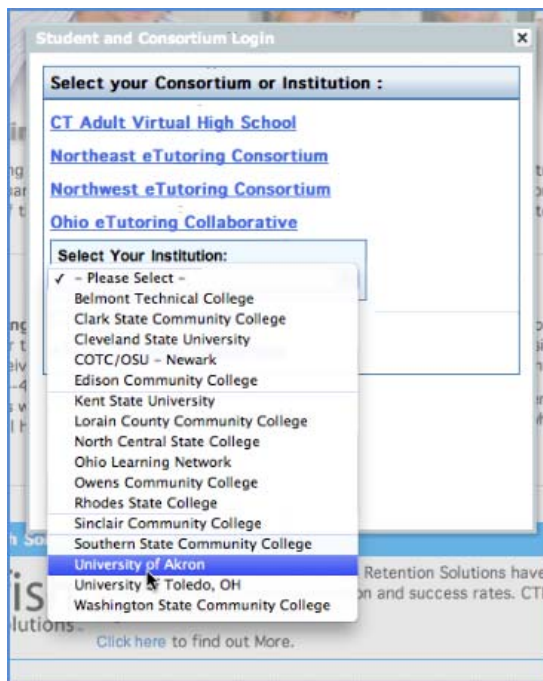 Student and Consortium Login
Select your Consortium or Institution :
CT Adult Virtual High School
Northeast eTutoring Consortium
Northwest eTutoring Consortium
Ohio eTutoring Collaborative
Select Your Institution:
✓ - Please Select -
Belmont Technical College
Clark State Community College
Cleveland State University
COTC/OSU - Newark
Edison Community College
Kent State University
Lorain County Community College
North Central State College
Ohio Learning Network
Owens Community College
Rhodes State College
Sinclair Community College
Southern State Community College
University of Akron
University of Toledo, OH
Washington State Community College
Retention Solutions have
and success rates.
Click here to find out More.